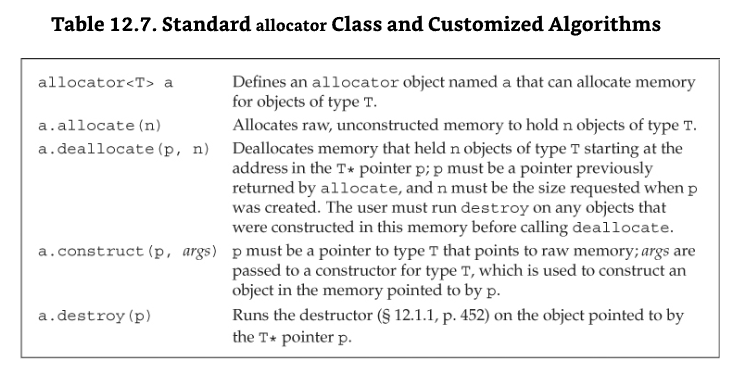 Table 12.7. Standard allocator Class and Customized Algorithms
allocator<T> a Defines an allocator object named a that can allocate memory
for objects of type T.
a.allocate(n) Allocates raw, unconstructed memory to hold n objects of type T.
a.deallocate(p, n) Deallocates memory that held n objects of type T starting at the
address in the T* pointer p; p must be a pointer previously
returned by allocate, and n must be the size requested when p
was created. The user must run destroy on any objects that
were constructed in this memory before calling deallocate.
a.construct(p, args) p must be a pointer to type T that points to raw memory; args are
passed to a constructor for type T, which is used to construct an
object in the memory pointed to by p.
a.destroy(p) Runs the destructor (§ 12.1.1, p. 452) on the object pointed to by
the T* pointer p.